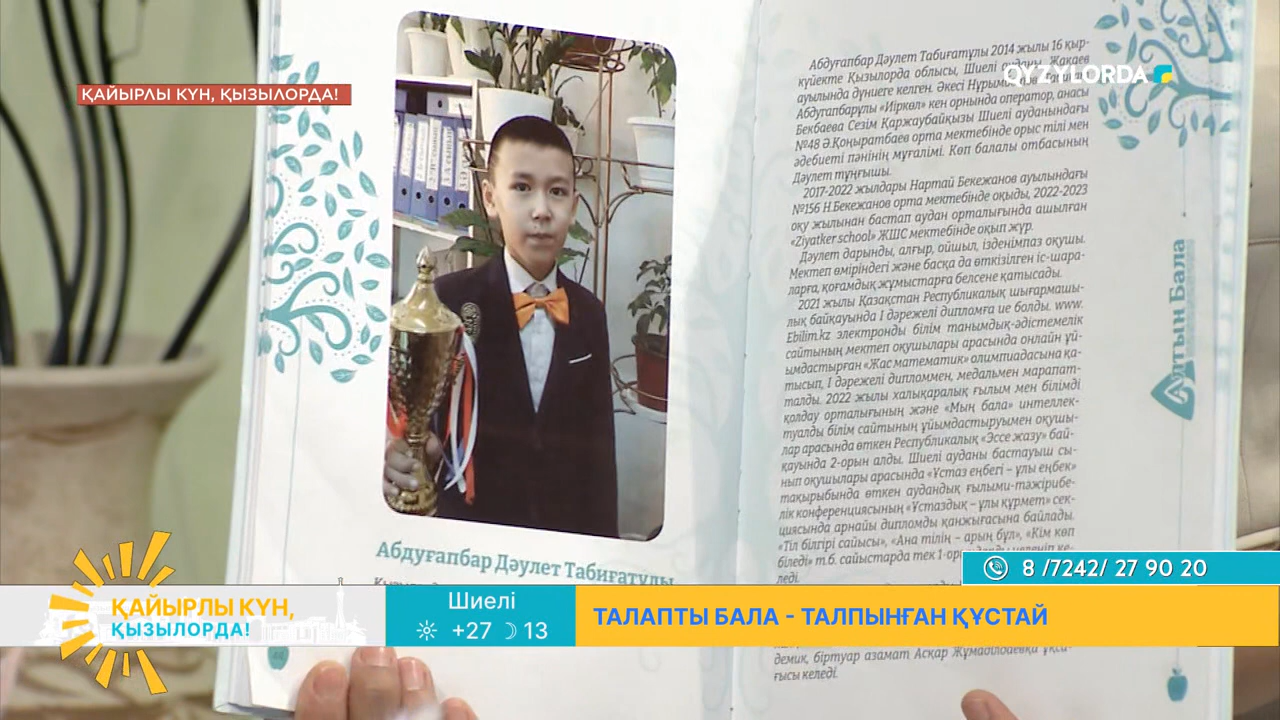 ҚАЙЫРЛЫ КҮН, ҚЫЗЫЛОРДА!
QYZYLORDA
Абдуғапбар Дәулет Табиғатұлы
Абдуғапбар Дәулет Табиғатұлы 2014 жылы 16 қыр-
күйекте Қызылорда облысы, Шиелі ауданы, Жақаев
ауылында дүниеге келген. Әкесі
Абдуғапбарұлы «Иіркөл» кен орнында оператор, анасы
Бекбаева Сезім Қаржаубайқызы Шиелі ауданындағы
№48 Ә.Қоңыратбаев орта мектебінде орыс тілі мен
әдебиеті пәнінің мұғалімі. Көп балалы отбасының
Дәулет тұңғышы.
2017-2022 жылдары Нартай Бекежанов ауылындағы
№156 Н.Бекежанов орта мектебінде оқыды, 2022-2023
оқу жылынан бастап аудан орталығында ашылған
«Ziyatker school» ЖШС мектебінде оқып жүр.
Дәулет дарынды, алғыр, ойшыл, ізденімпаз оқушы.
Мектеп өміріндегі және басқа да өткізілген іс-шара-
ларға, қоғамдық жұмыстарға белсене қатысады.
2021 жылы Қазақстан Республикалық шығармашы-
лық байқауында I дәрежелі дипломға ие болды. www.
Ebilim.kz электронды білім танымдық-әдістемелік
сайтының мектеп оқушылары арасында онлайн ұй-
ымдастырған «Жас математик» олимпиадасына қа-
тысып, I дәрежелі дипломмен, медальмен марапат-
талды. 2022 жылы халықаралық ғылым мен білімді
қолдау орталығының және «Мың бала» интеллек-
туалды білім сайтының ұйымдастыруымен оқушы-
лар арасында өткен Республикалық «Эссе жазу» бай-
қауында 2-орын алды. Шиелі ауданы бастауыш сы-
нып оқушылары арасында «Ұстаз еңбегі – ұлы еңбек»
тақырыбында өткен аудандық ғылыми-тәжірибе-
лік конференциясының «Ұстаздық – ұлы құрмет» сек-
циясында арнайы дипломды қанжығасына байлады.
«Тіл білгірі сайысы», «Ана тілің – арың бұл», «Кім көп
біледі» т.б. сайыстарда тек
леді.
демик, біртуар азамат Асқар Жұмаділдаевқа ұқса-
ғысы келеді.
Алтын Бала
8 /7242/ 27 90 20
ҚАЙЫРЛЫ КҮН,
ҚЫЗЫЛОРДА!
Шиелі
+27 13
ТАЛАПТЫ БАЛА - ТАЛПЫНҒАН ҚҰСТАЙ